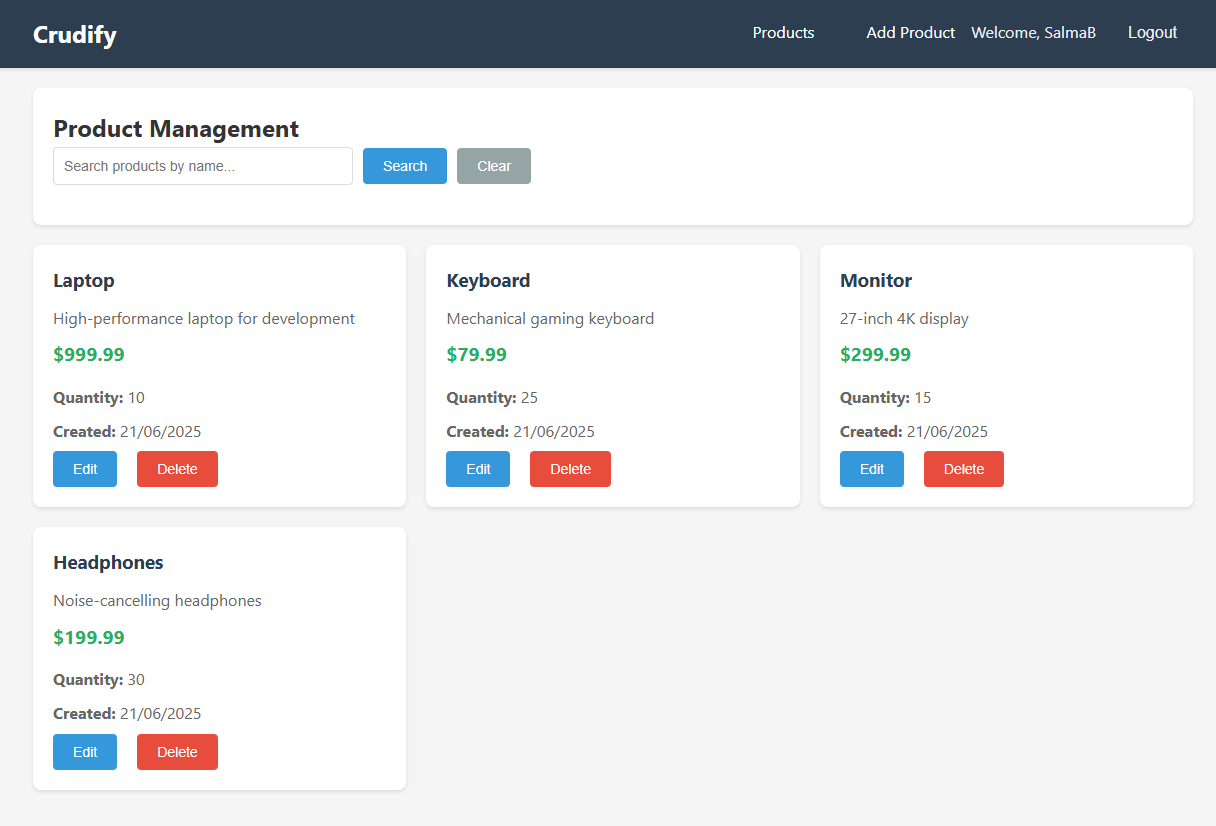 Crudify
Products Add Product Welcome, SalmaB Logout
Product Management
Search products by name...
Search
Clear
Laptop
High-performance laptop for development
$999.99
Quantity: 10
Created: 21/06/2025
Edit Delete
Keyboard
Mechanical gaming keyboard
$79.99
Quantity: 25
Created: 21/06/2025
Edit Delete
Monitor
27-inch 4K display
$299.99
Quantity: 15
Created: 21/06/2025
Edit Delete
Headphones
Noise-cancelling headphones
$199.99
Quantity: 30
Created: 21/06/2025
Edit Delete